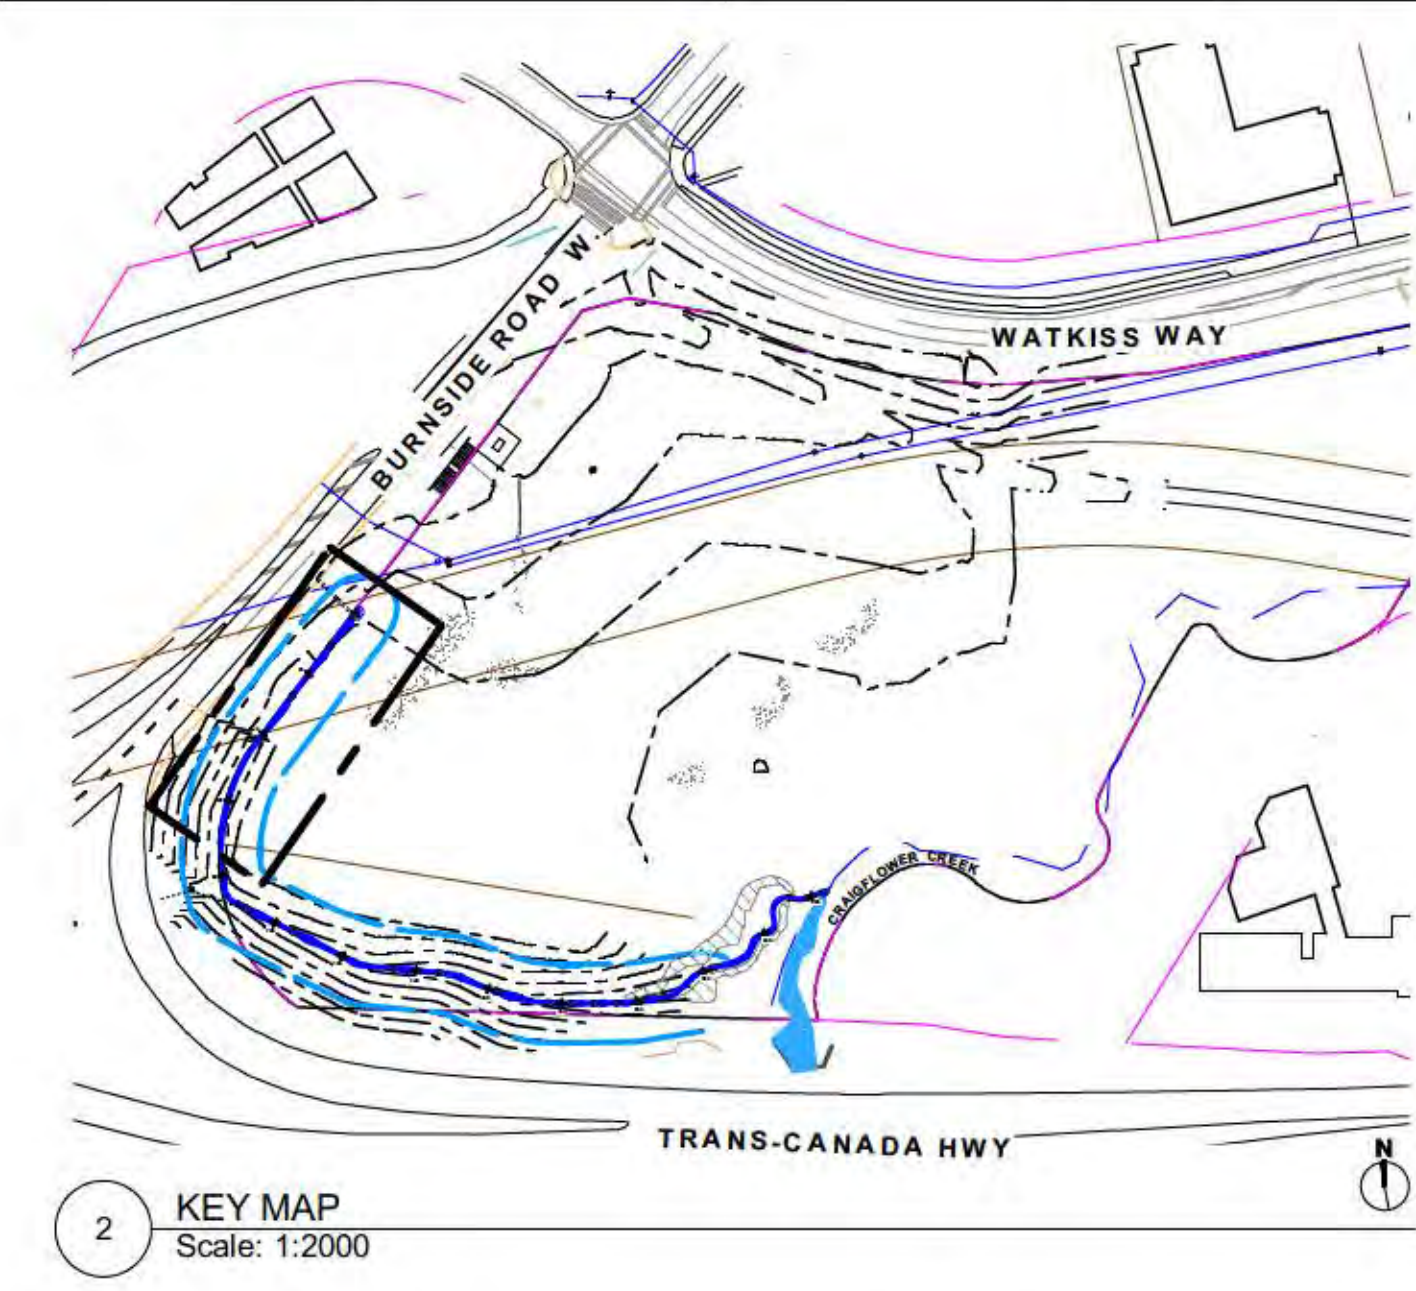 BURNSIDE ROAD W
WATKISS WAY
D
CRAIGFLOWER CREEK
TRANS-CANADA HWY
N
2
KEY MAP
Scale: 1:2000